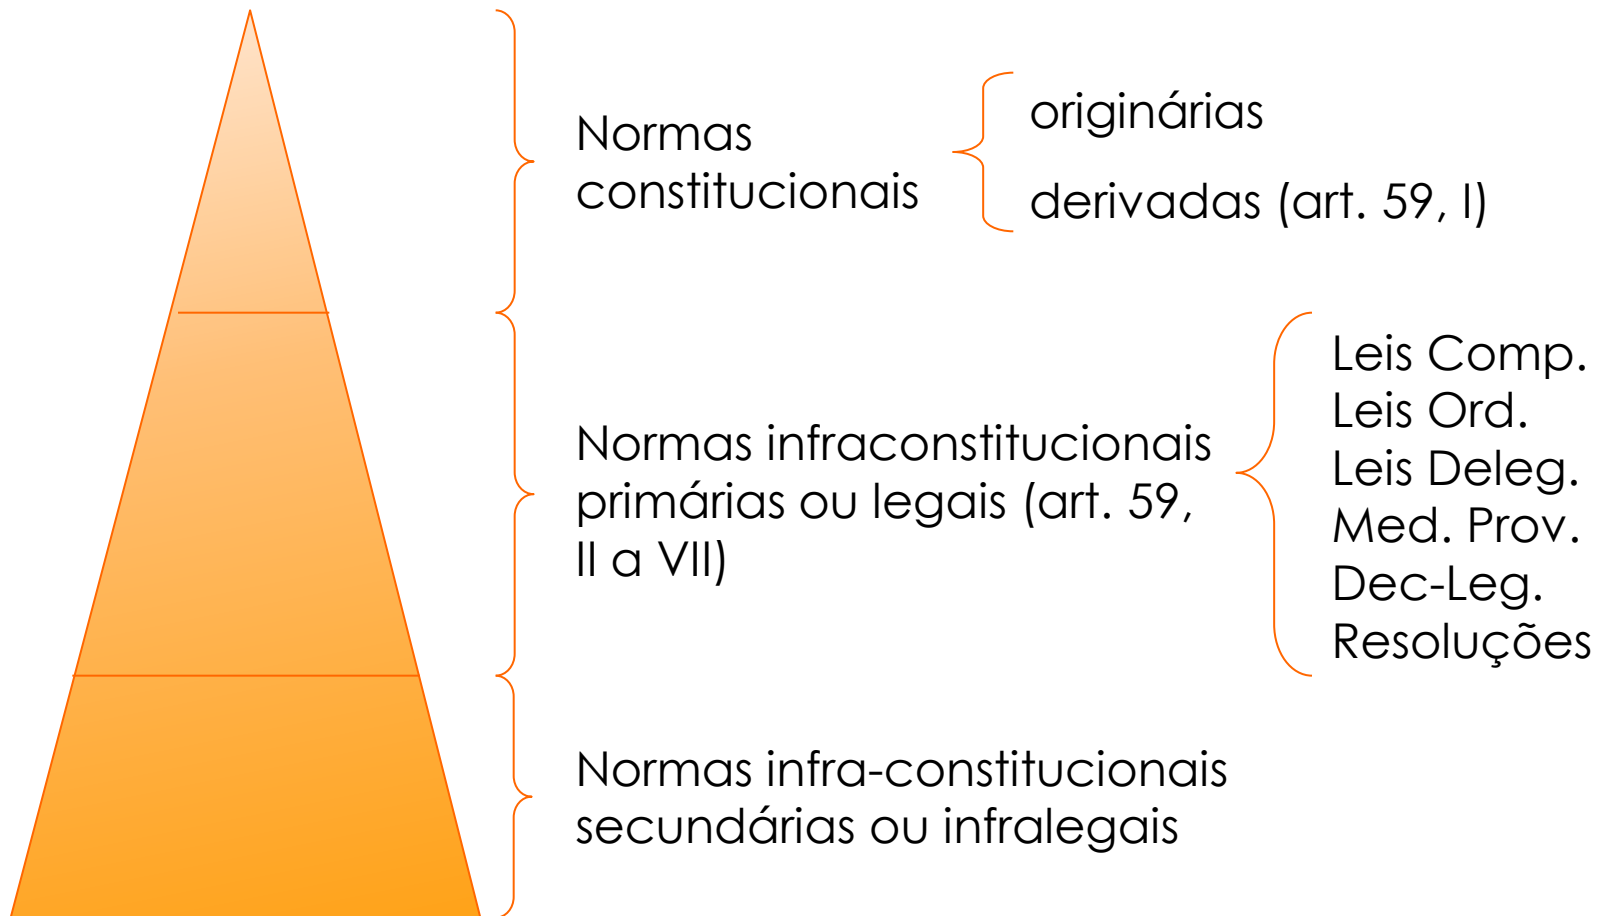 Normas
constitucionais
originárias
derivadas (art. 59, I)
Normas infraconstitucionais
primárias ou legais (art. 59,
II a VII)
Leis Comp.
Leis Ord.
Leis Deleg.
Med. Prov.
Dec-Leg.
Resoluções
Normas infra-constitucionais
secundárias ou infralegais